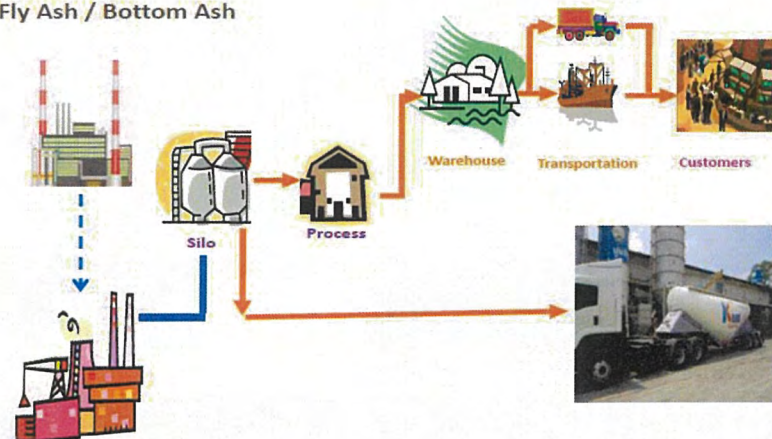 Fly Ash / Bottom Ash
Warehouse
Transportation
Customers
Silo
Process